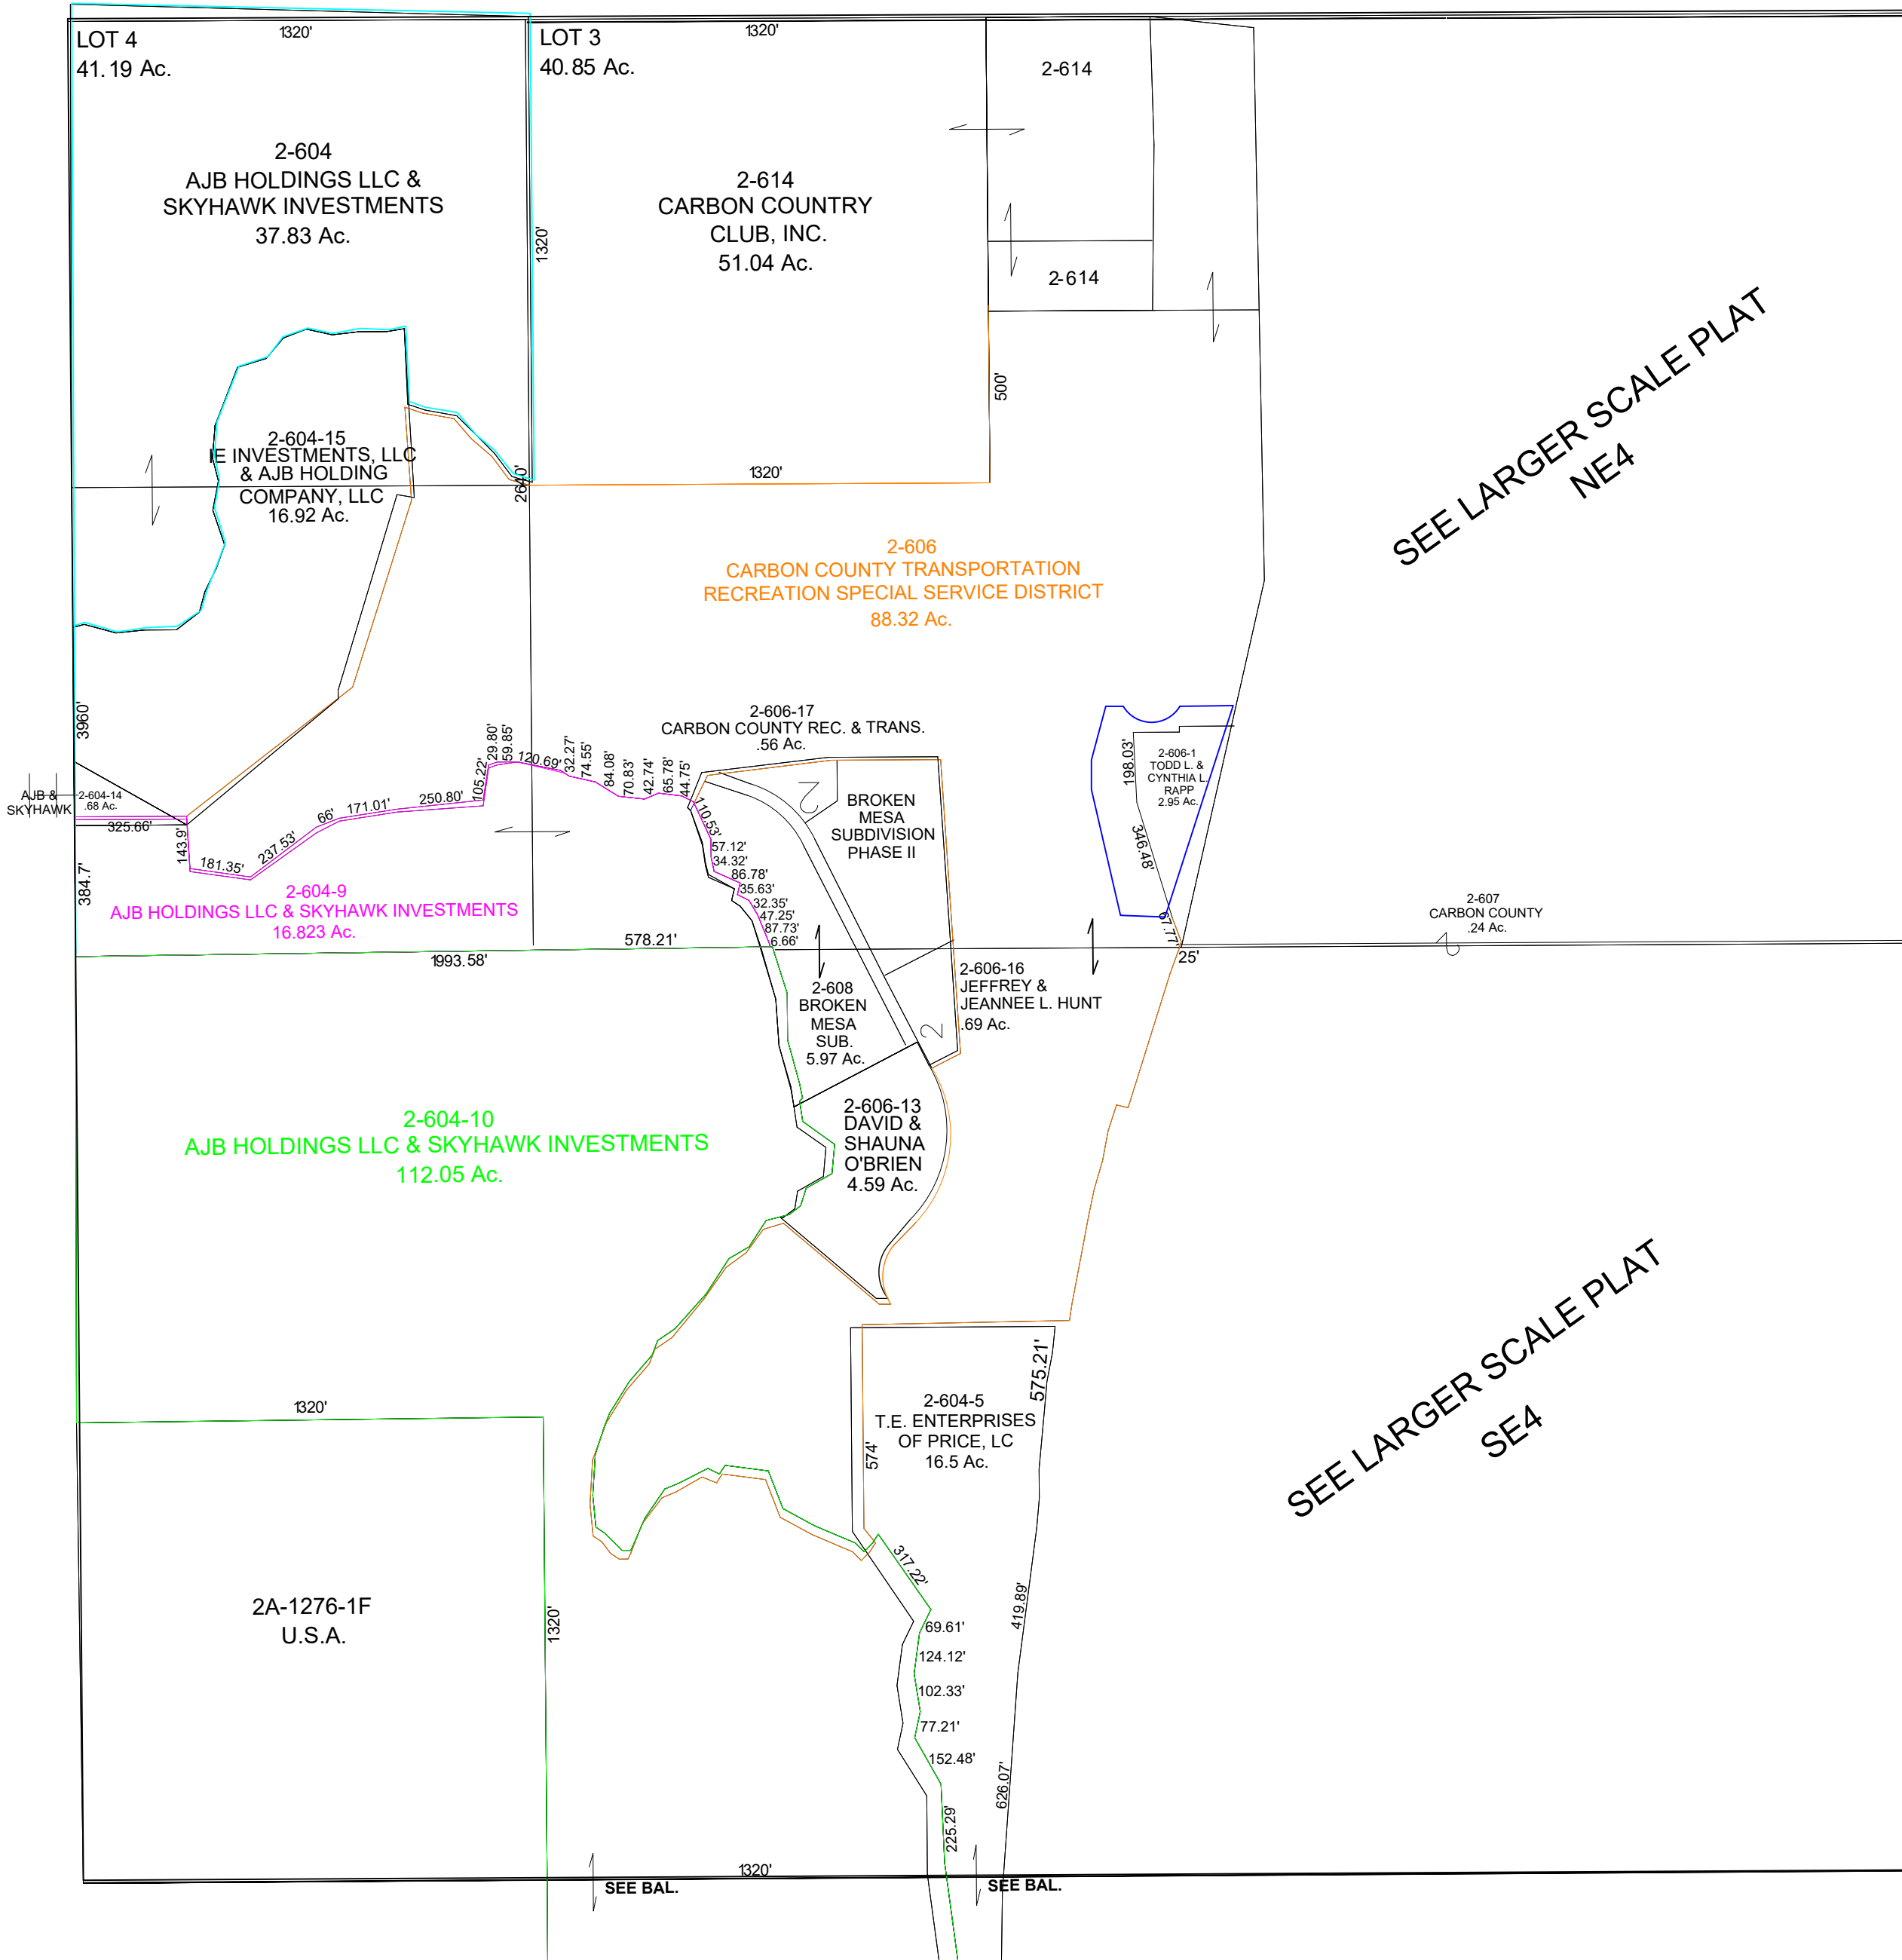 LOT 4
41.19 Ac.
1320'
LOT 3
40.85 Ac.
1320'
2-614
2-604
AJB HOLDINGS LLC &
SKYHAWK INVESTMENTS
37.83 Ac.
2-614
CARBON COUNTRY
CLUB, INC.
51.04 Ac.
1320'
2-614
500'
SEE LARGER SCALE PLAT
NE4
2-604-15
IE INVESTMENTS, LLC
& AJB HOLDING
COMPANY, LLC
16.92 Ac.
2640'
1320'
2-606
CARBON COUNTY TRANSPORTATION
RECREATION SPECIAL SERVICE DISTRICT
88.32 Ac.
3960'
2-606-17
CARBON COUNTY REC. & TRANS.
.56 Ac.
29.80'
59.85'
120.69'
32.27'
74.55'
84.08'
70.83'
42.74'
65.78'
44.75'
198.03'
2-606-1
TODD L. &
CYNTHIA L.
RAPP
2.95 Ac.
346.48'
67.77'
AJB &
SKYHAWK
2-604-14
.68 Ac.
325.66'
143.9'
181.35'
237.53'
66'
171.01'
250.80'
105.22'
110.53'
2
BROKEN
MESA
SUBDIVISION
PHASE II
57.12'
34.32'
86.78'
35.63'
32.35'
47.25'
87.73'
6.66'
384.7'
2-604-9
AJB HOLDINGS LLC & SKYHAWK INVESTMENTS
16.823 Ac.
2-607
CARBON COUNTY
.24 Ac.
578.21'
1993.58'
25'
2-608
BROKEN
MESA
SUB.
5.97 Ac.
2
2-606-16
JEFFREY &
JEANNEE L. HUNT
.69 Ac.
2-604-10
AJB HOLDINGS LLC & SKYHAWK INVESTMENTS
112.05 Ac.
2-606-13
DAVID &
SHAUNA
O'BRIEN
4.59 Ac.
SEE LARGER SCALE PLAT
SE4
1320'
575.21'
2-604-5
T.E. ENTERPRISES
OF PRICE, LC
16.5 Ac.
574'
317.22'
419.89'
2A-1276-1F
U.S.A.
1320'
69.61'
124.12'
102.33'
77.21'
152.48'
626.07'
225.29'
1320'
SEE BAL.
SEE BAL.